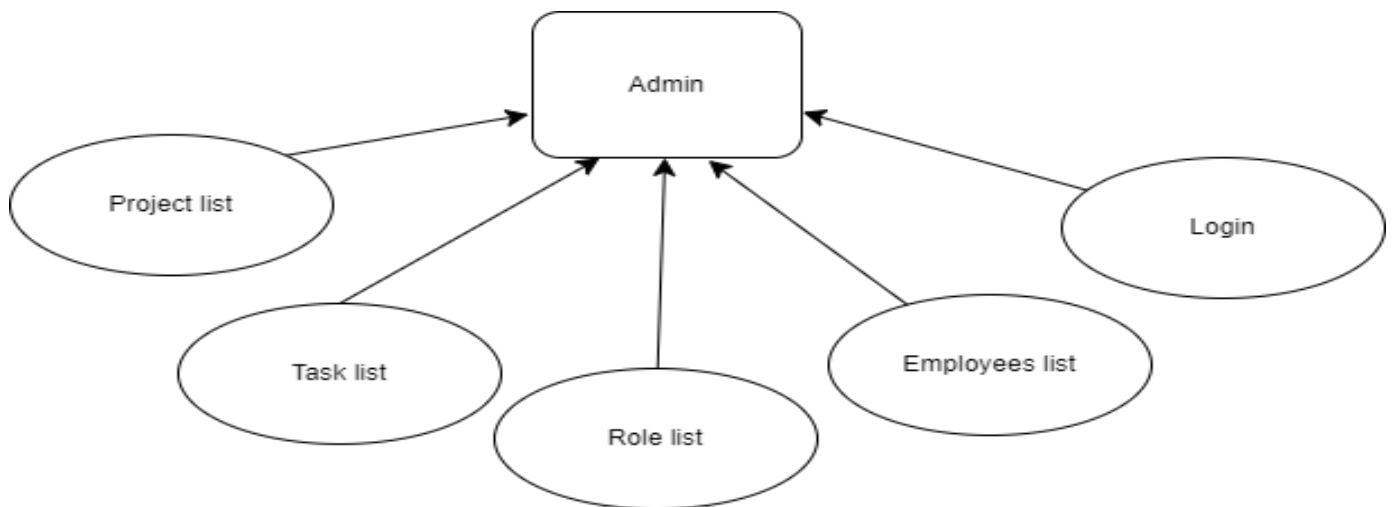 Admin
Project list
Login
Task list
Employees list
Role list